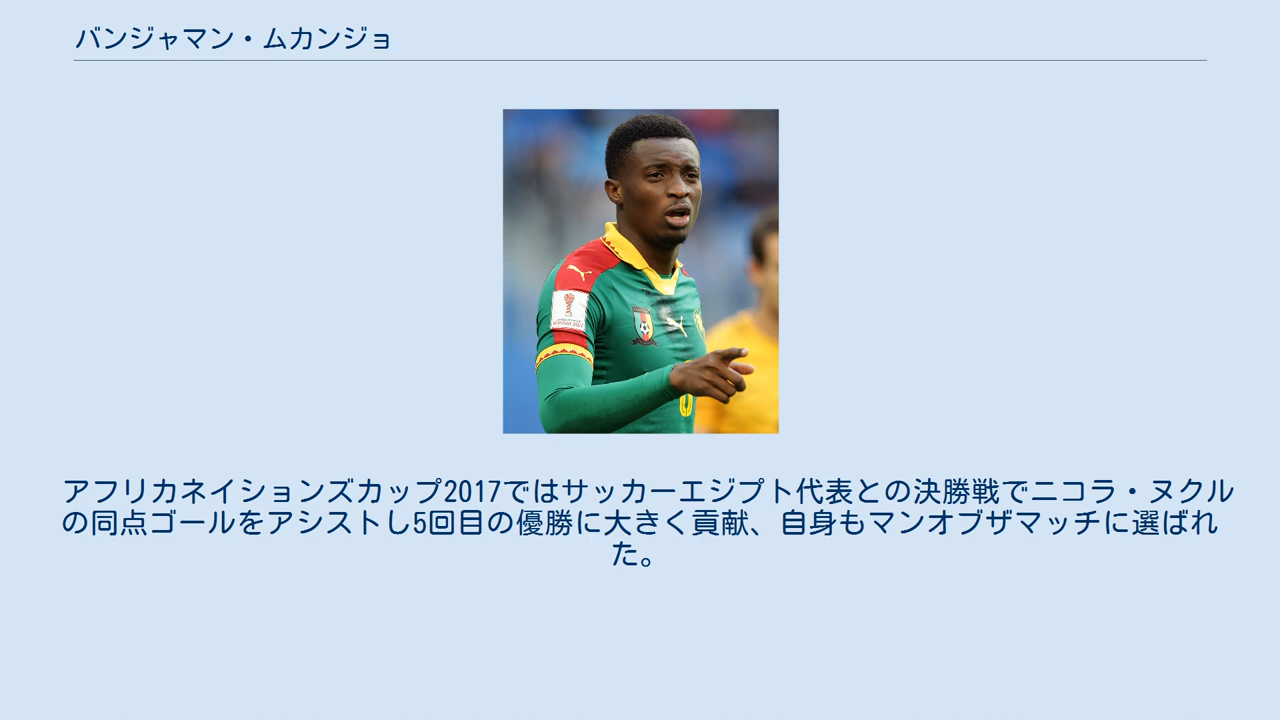 バンジャマン・ムカンジョ
アフリカネイションズカップ2017ではサッカーエジプト代表との決勝戦でニコラ・ヌクル
の同点ゴールをアシストし5回目の優勝に大きく貢献、自身もマンオブザマッチに選ばれ
た。